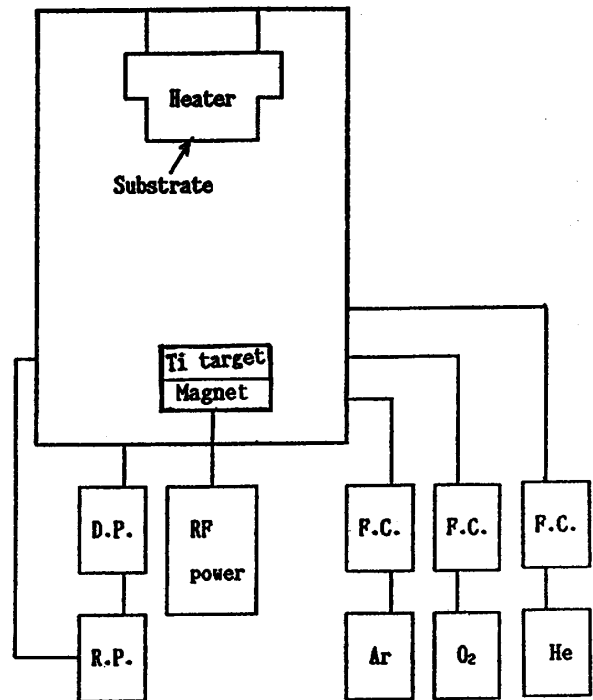 Heater
Substrate
Ti target
Magnet
D.P.
RF
power
F.C.
F.C.
F.C.
R.P.
Ar
O₂
He